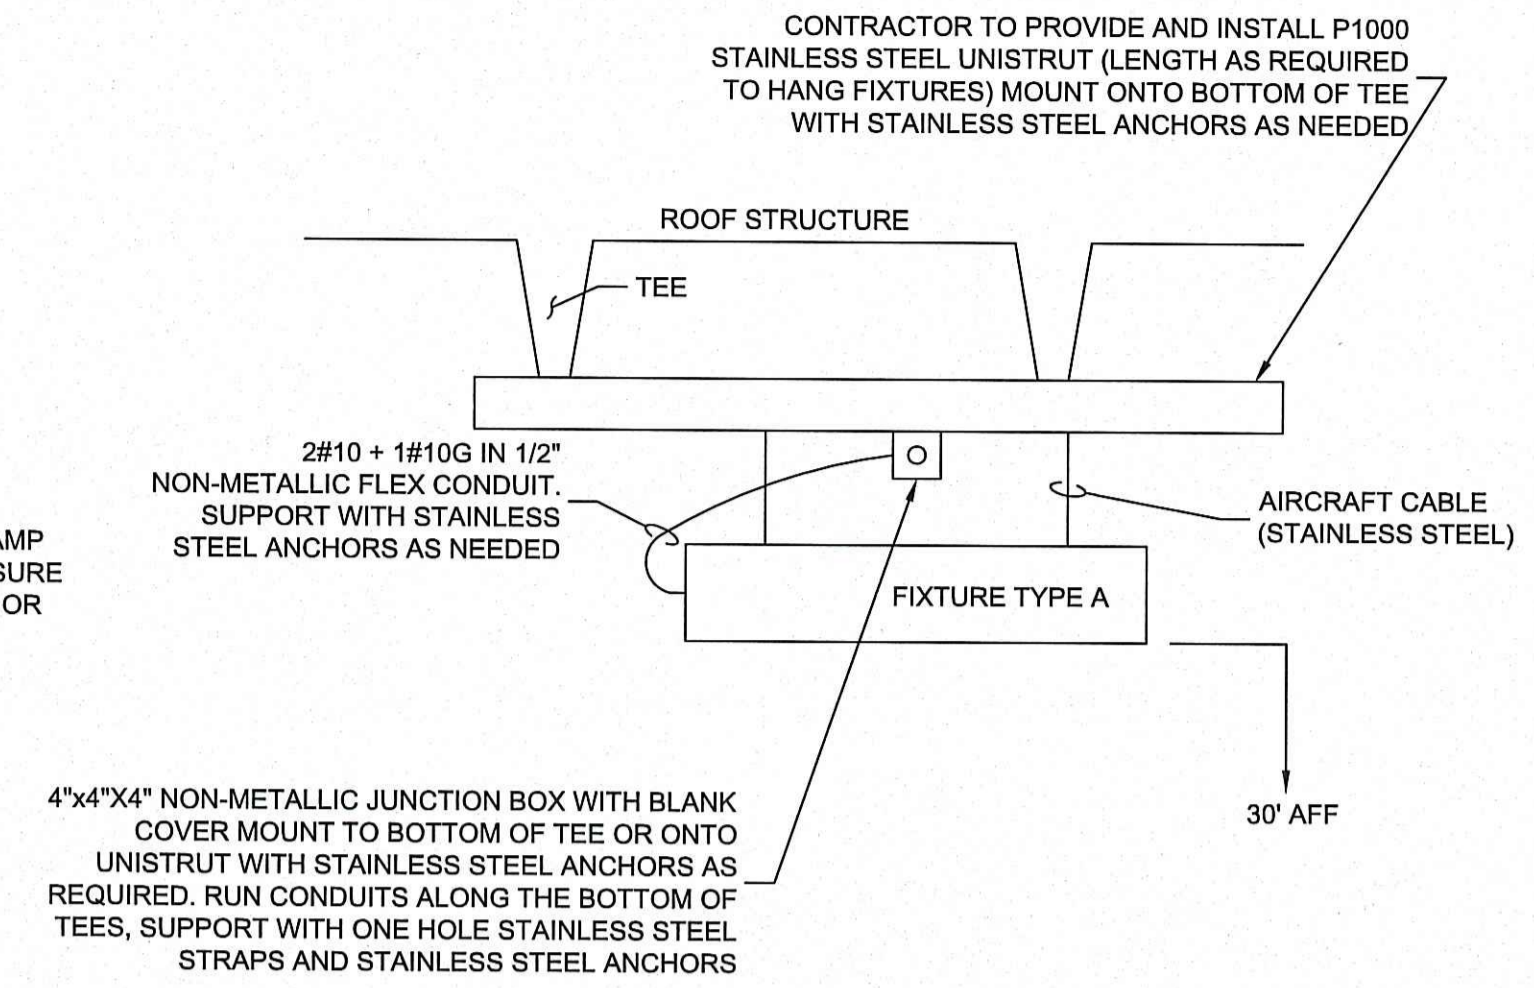 CONTRACTOR TO PROVIDE AND INSTALL P1000
STAINLESS STEEL UNISTRUT (LENGTH AS REQUIRED
TO HANG FIXTURES) MOUNT ONTO BOTTOM OF TEE
WITH STAINLESS STEEL ANCHORS AS NEEDED
ROOF STRUCTURE
TEE
2#10 + 1#10G IN 1/2"
NON-METALLIC FLEX CONDUIT.
SUPPORT WITH STAINLESS
STEEL ANCHORS AS NEEDED
AIRCRAFT CABLE
(STAINLESS STEEL)
AMP
SURE
OR
FIXTURE TYPE A
30' AFF
4"x4"X4" NON-METALLIC JUNCTION BOX WITH BLANK
COVER MOUNT TO BOTTOM OF TEE OR ONTO
UNISTRUT WITH STAINLESS STEEL ANCHORS AS
REQUIRED. RUN CONDUITS ALONG THE BOTTOM OF
TEES, SUPPORT WITH ONE HOLE STAINLESS STEEL
STRAPS AND STAINLESS STEEL ANCHORS